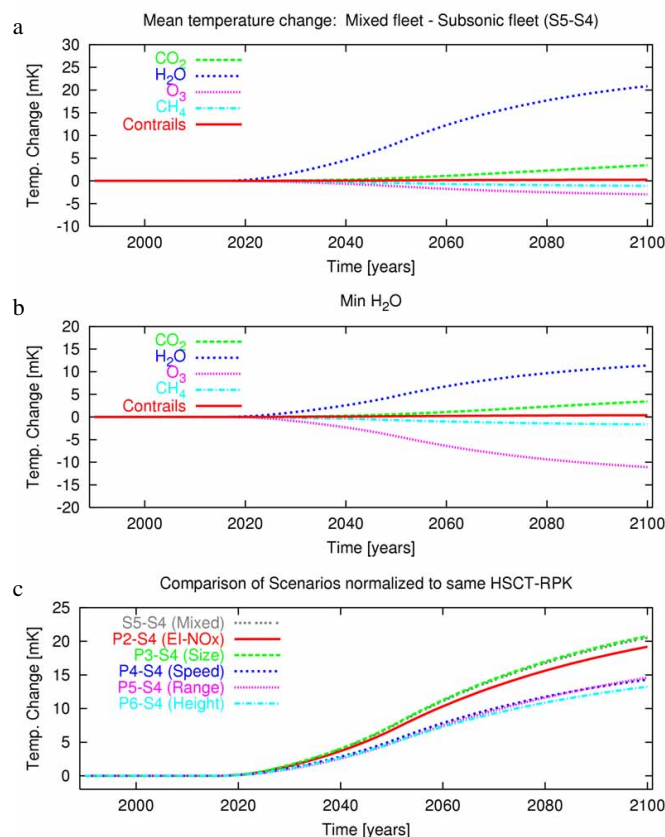 a
Mean temperature change: Mixed fleet - Subsonic fleet (S5-S4)
Temp. Change [mK]
30
25
20
15
10
5
0
-5
-10
CO2
H2O
O3
CH4
Contrails
2000 2020 2040 2060 2080 2100
Time [years]
b
Min H2O
Temp. Change [mK]
20
15
10
5
0
-5
-10
-15
-20
CO2
H2O
O3
CH4
Contrails
2000 2020 2040 2060 2080 2100
Time [years]
c
Comparison of Scenarios normalized to same HSCT-RPK
Temp. Change [mK]
25
20
15
10
5
0
S5-S4 (Mixed)
P2-S4 (EI-NOx)
P3-S4 (Size)
P4-S4 (Speed)
P5-S4 (Range)
P6-S4 (Height)
2000 2020 2040 2060 2080 2100
Time [years]